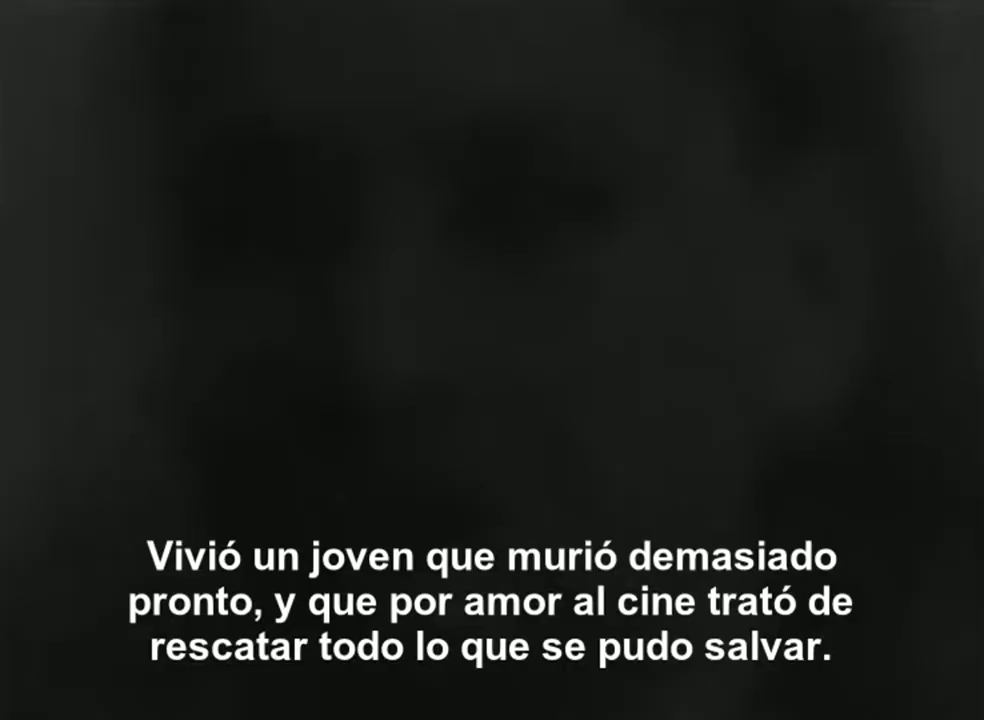 Vivió un joven que murió demasiado
pronto, y que por amor al cine trató de
rescatar todo lo que se pudo salvar.